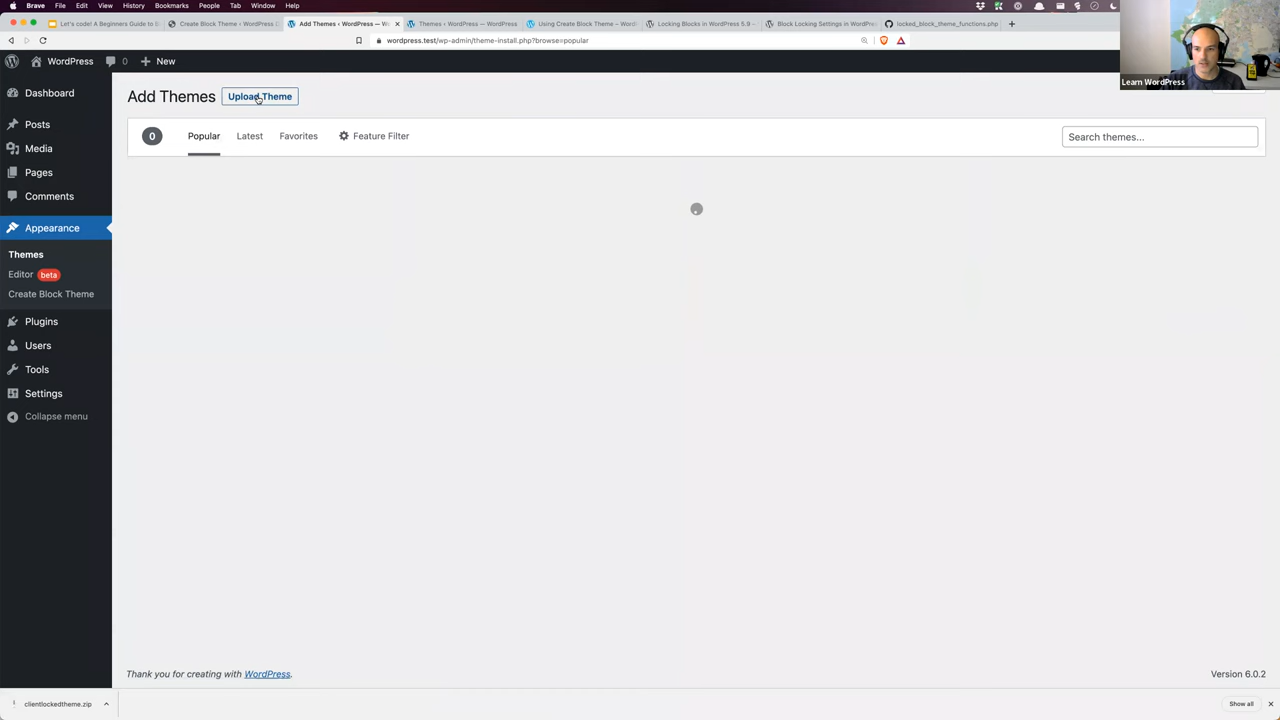 Brave File Edit View History Bookmarks People Tab Window Help
Let's code! A Beginners Guide to B
Create Block Theme ‹ WordPress
Add Themes ‹ WordPress — W
Themes ‹ WordPress — WordPress
Using Create Block Theme – Word
Locking Blocks in WordPress 5.9 –
Block Locking Settings in WordPres
locked_block_theme_functions.php
wordpress.test/wp-admin/theme-install.php?browse=popular
Learn WordPress
WordPress 0 New
Add Themes Upload Theme
0 Popular Latest Favorites Feature Filter Search themes...
Dashboard
Posts
Media
Pages
Comments
Appearance
Themes
Editor beta
Create Block Theme
Plugins
Users
Tools
Settings
Collapse menu
Thank you for creating with WordPress. Version 6.0.2
clientlockedtheme.zip Show all